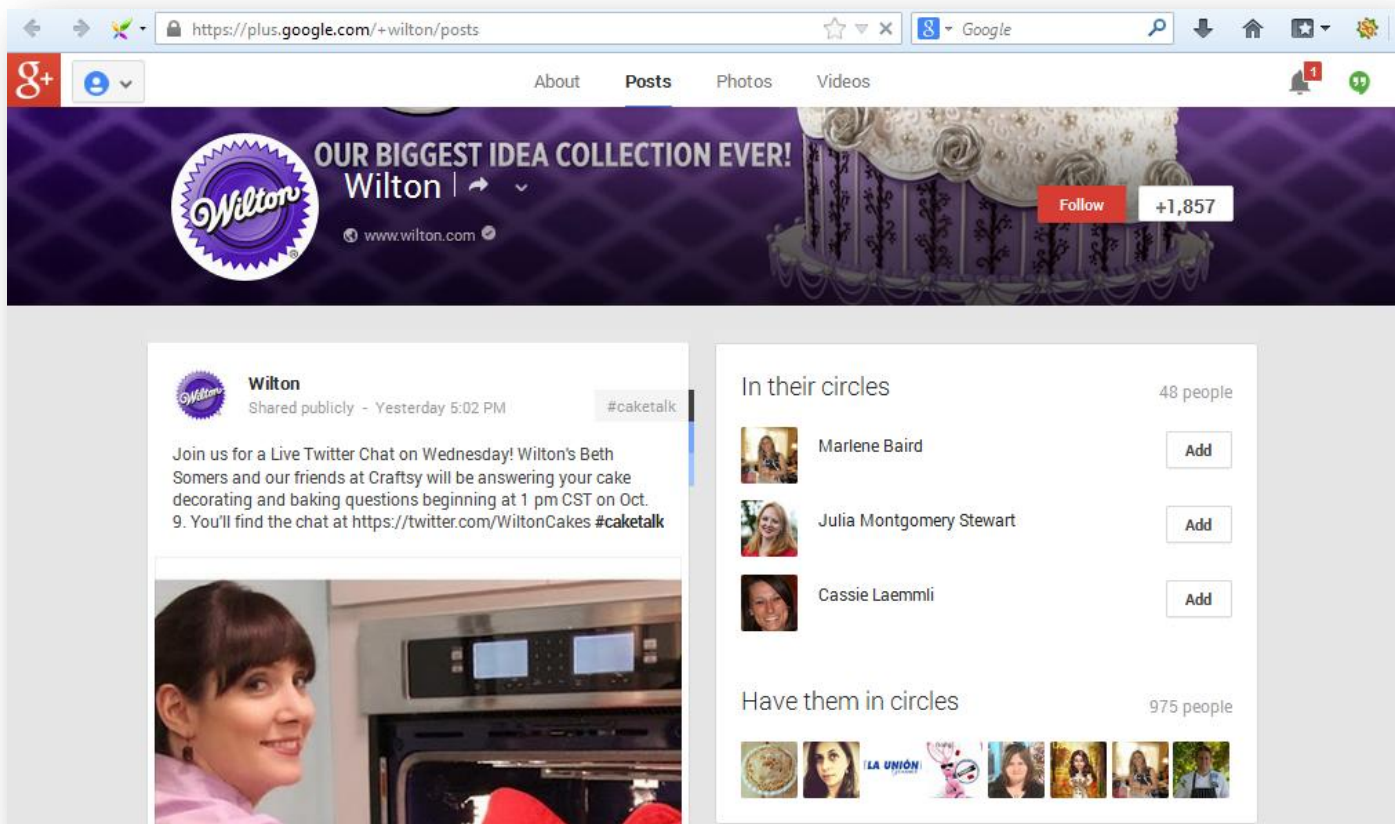 https://plus.google.com/+wilton/posts
8 Google
g+
About Posts Photos Videos
1
OUR BIGGEST IDEA COLLECTION EVER!
Wilton
Wilton
www.wilton.com
Follow
+1,857
Wilton
Wilton
Shared publicly - Yesterday 5:02 PM
#caketalk
Join us for a Live Twitter Chat on Wednesday! Wilton's Beth
Somers and our friends at Craftsy will be answering your cake
decorating and baking questions beginning at 1 pm CST on Oct.
9. You'll find the chat at https://twitter.com/WiltonCakes #caketalk
In their circles
48 people
Marlene Baird
Add
Julia Montgomery Stewart
Add
Cassie Laemmli
Add
Have them in circles
975 people
LA UNIÓN